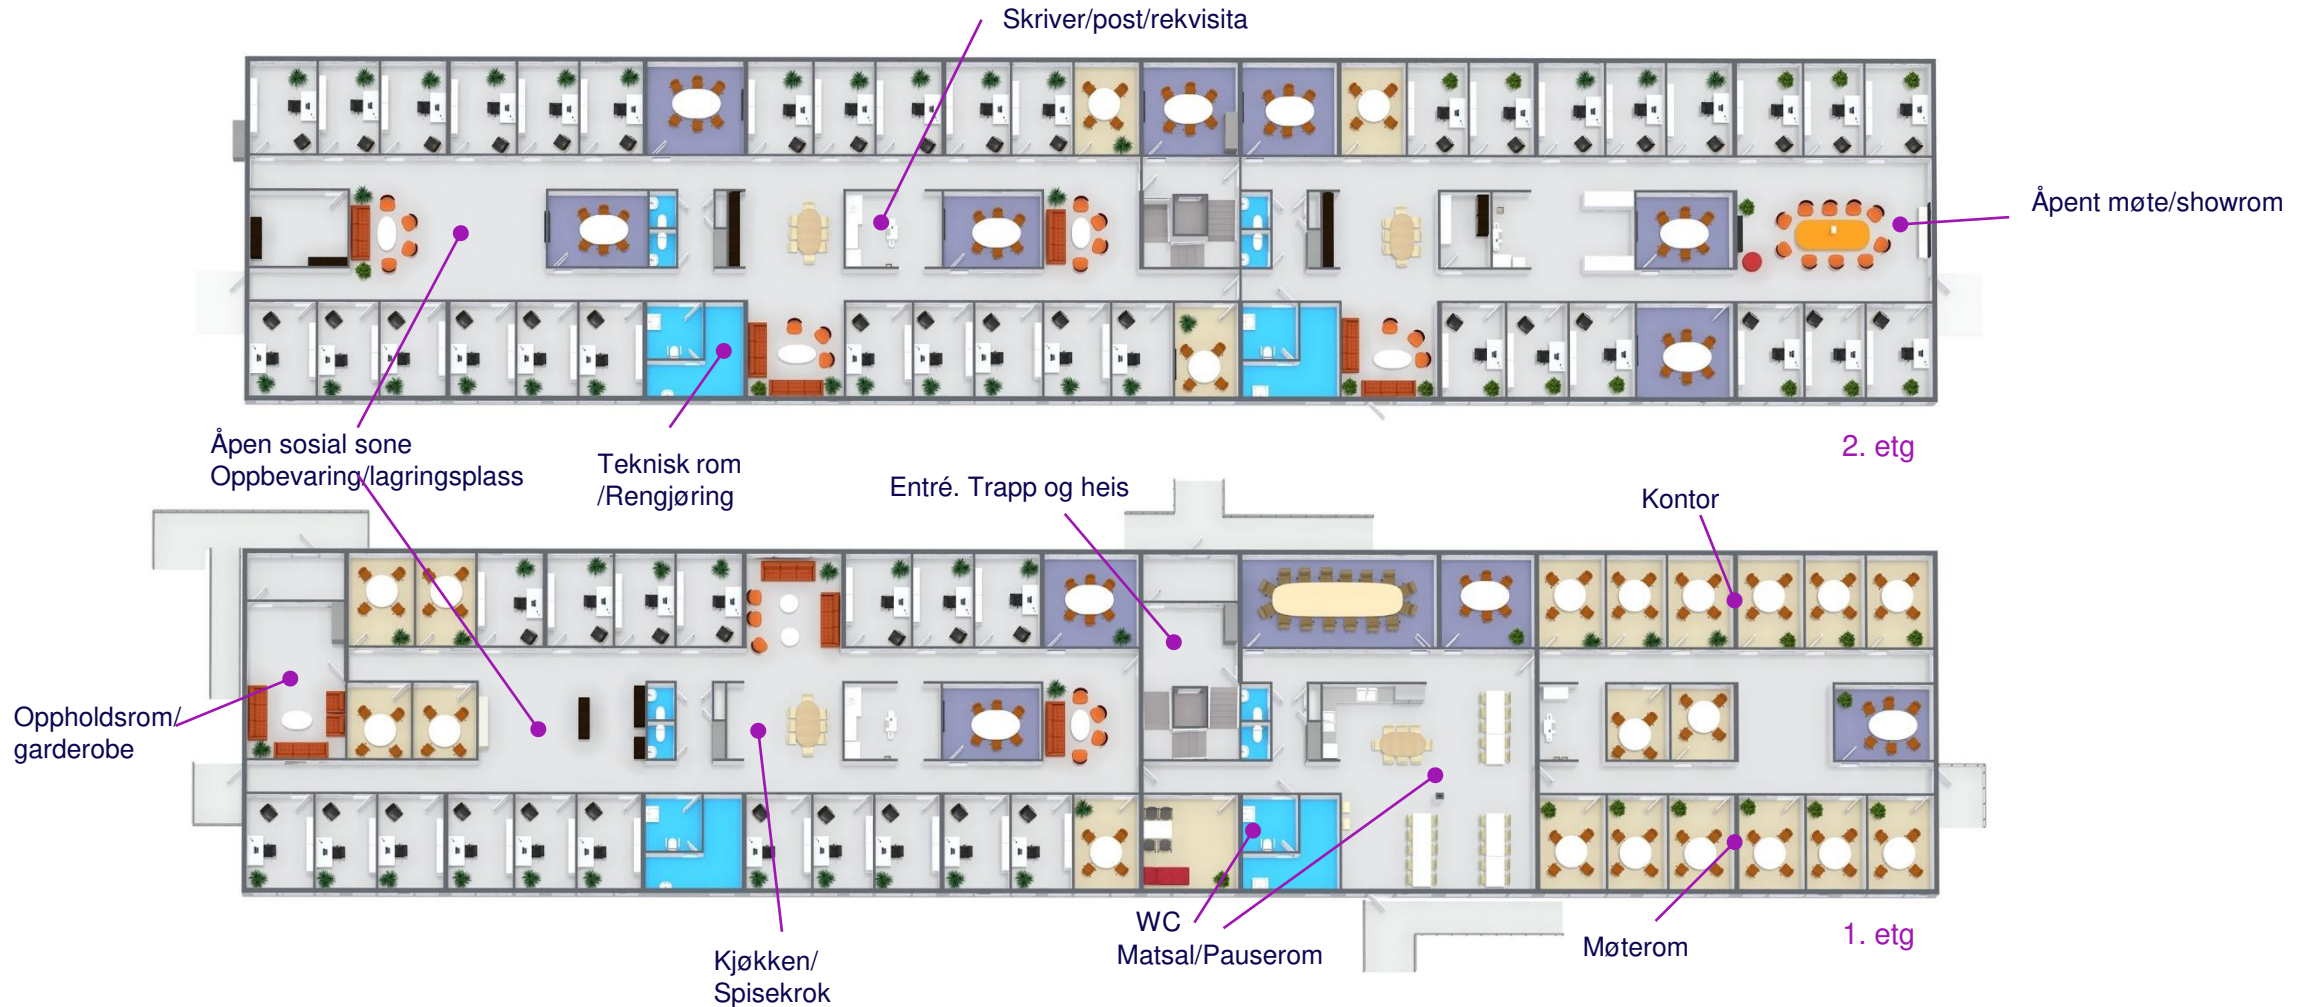 Skriver/post/rekvisita
Åpent møte/showrom
2. etg
Åpen sosial sone
Oppbevaring/lagringsplass
Teknisk rom
/Rengjøring
Entré. Trapp og heis
Kontor
Oppholdsrom/
garderobe
WC
Matsal/Pauserom
Møterom
1. etg
Kjøkken/
Spisekrok